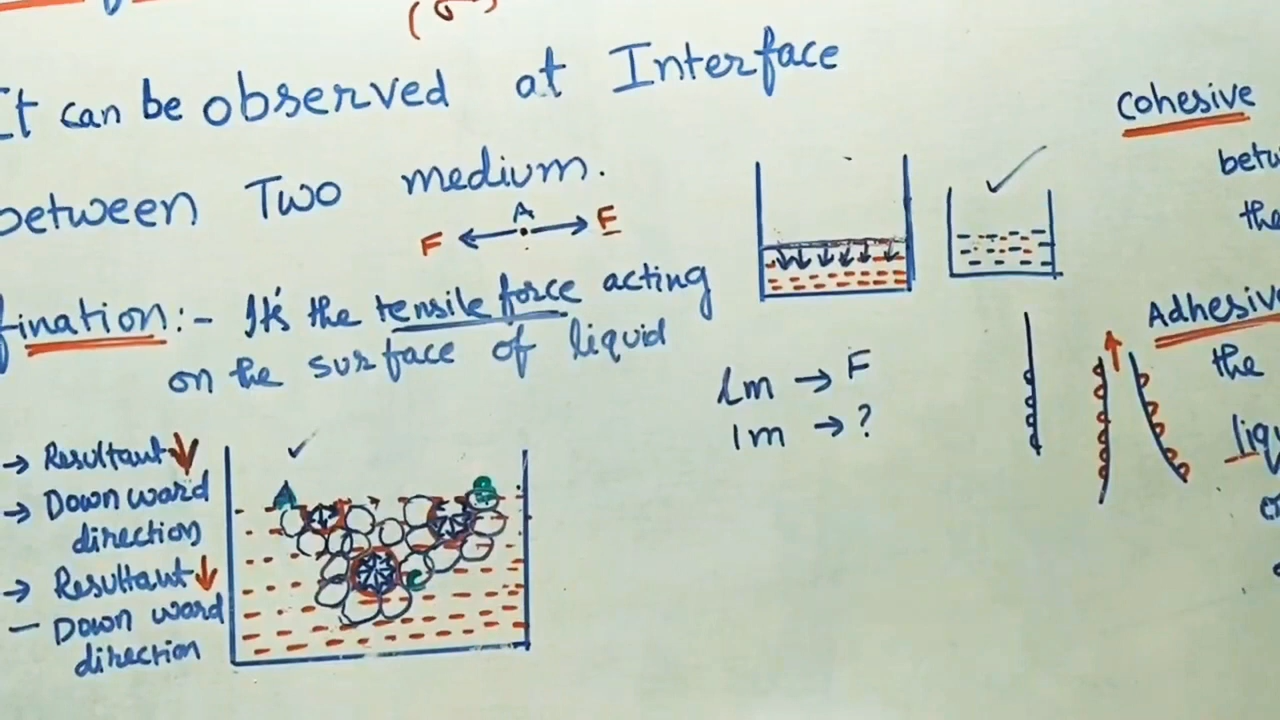 (σ)
It can be observed at Interface
between Two medium.
F A F
fination:- It's the tensile force acting
on the surface of liquid
→ Resultant ↓
→ Down ward
direction
→ Resultant ↓
— Down ward
direction
A B
C
Lm → F
1m → ?
Cohesive
betw
the
Adhesive
the
liqu